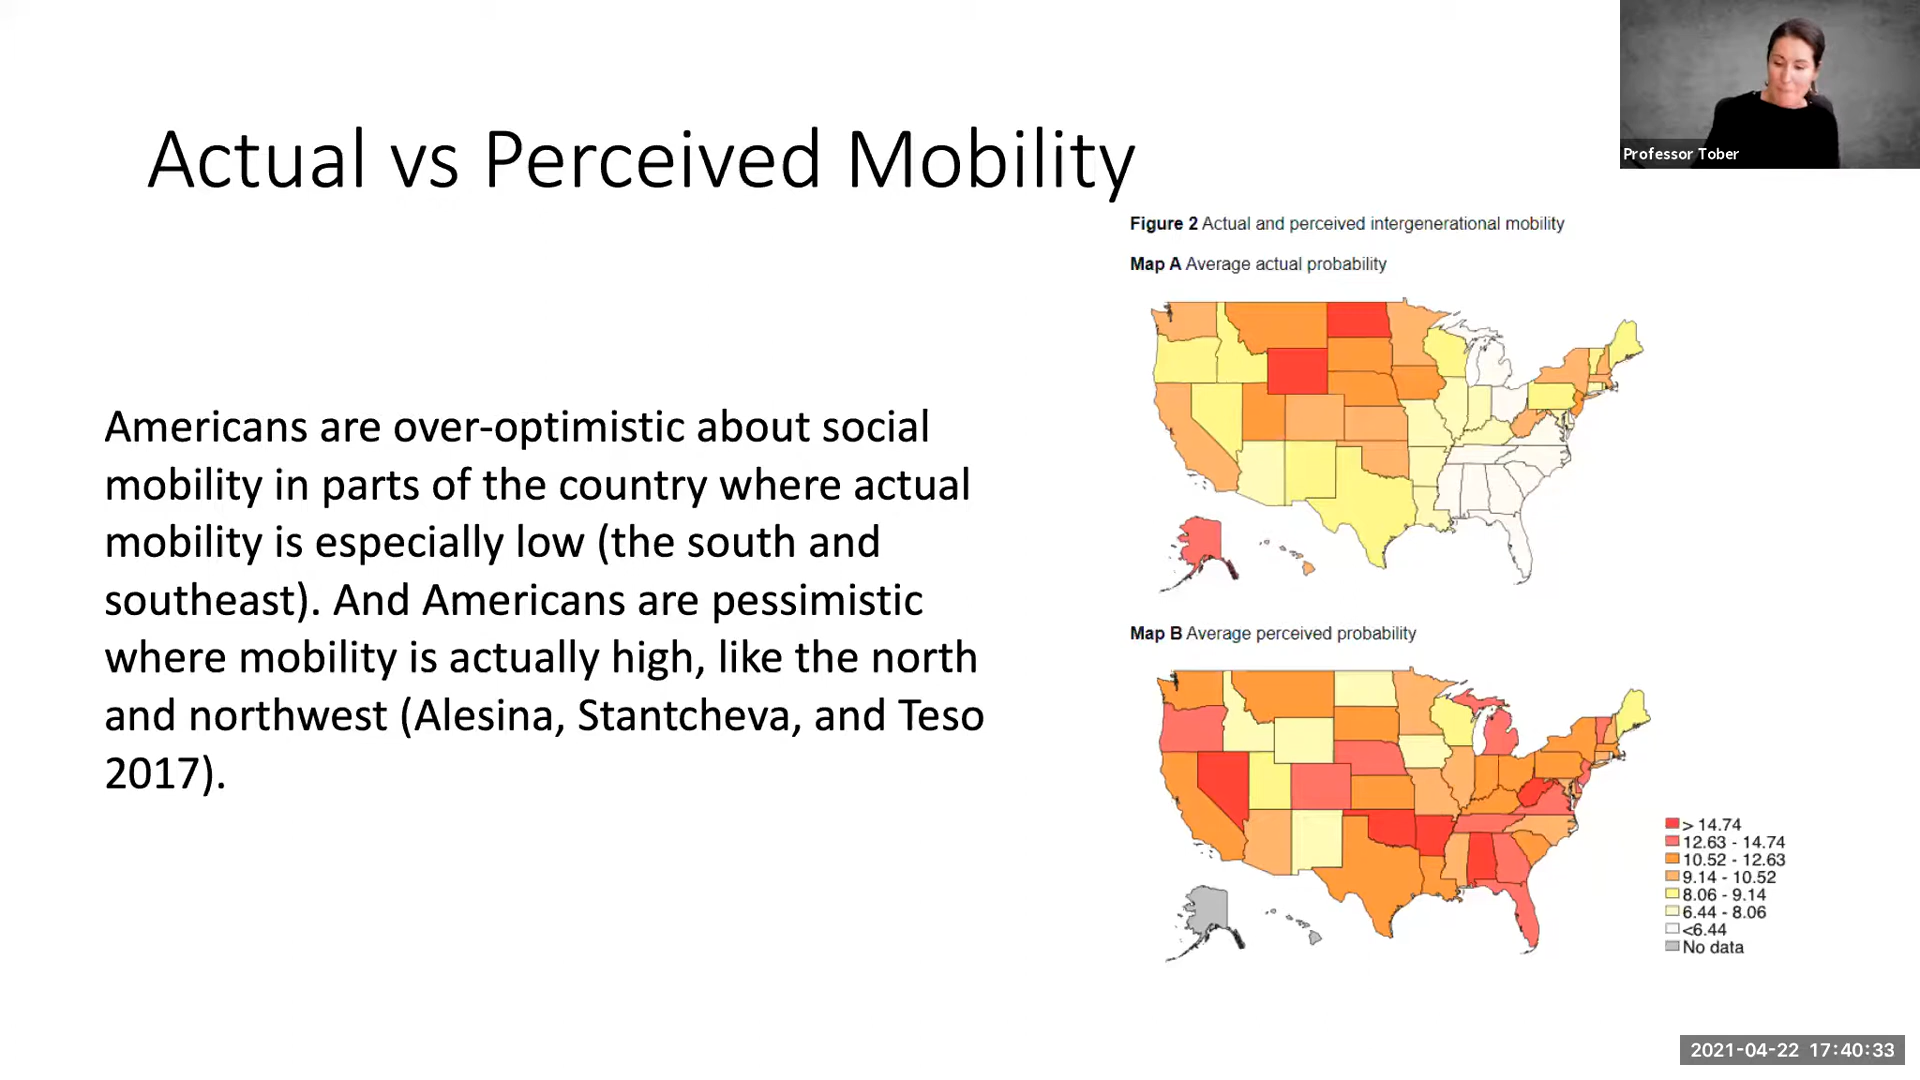 Professor Tober
Actual vs Perceived Mobility
Americans are over-optimistic about social
mobility in parts of the country where actual
mobility is especially low (the south and
southeast). And Americans are pessimistic
where mobility is actually high, like the north
and northwest (Alesina, Stantcheva, and Teso
2017).
Figure 2 Actual and perceived intergenerational mobility
Map A Average actual probability
Map B Average perceived probability
> 14.74
12.63 - 14.74
10.52 - 12.63
9.14 - 10.52
8.06 - 9.14
6.44 - 8.06
<6.44
No data
2021-04-22 17:40:33